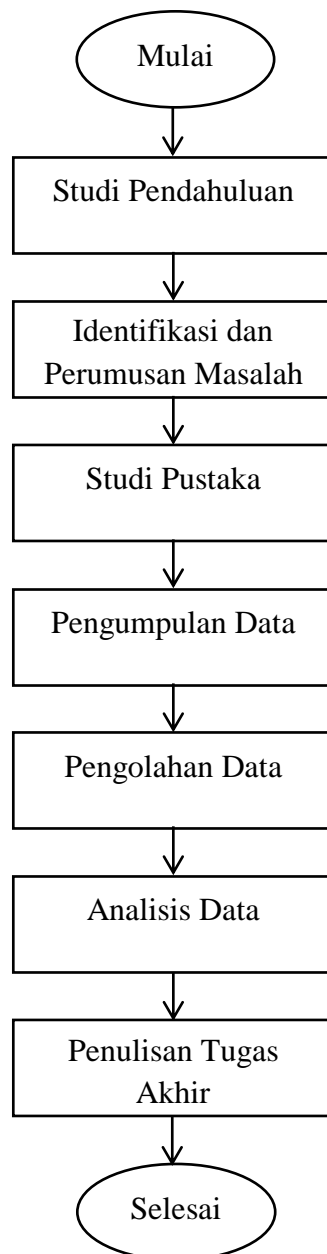 Mulai
Studi Pendahuluan
Identifikasi dan
Perumusan Masalah
Studi Pustaka
Pengumpulan Data
Pengolahan Data
Analisis Data
Penulisan Tugas
Akhir
Selesai